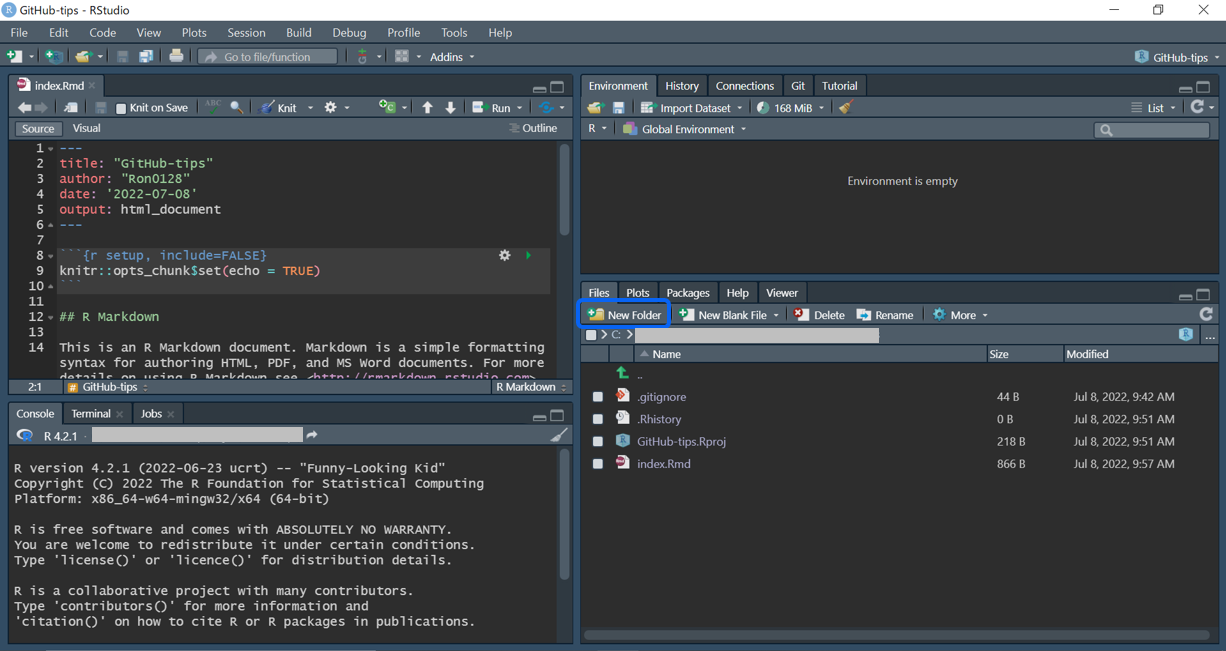 GitHub-tips - RStudio
File Edit Code View Plots Session Build Debug Profile Tools Help
Go to file/function Addins GitHub-tips
index.Rmd
Knit on Save ABC Knit Run
Source Visual Outline
1 ---
2 title: "GitHub-tips"
3 author: "Ron0128"
4 date: '2022-07-08'
5 output: html_document
6 ---
7
8 ```{r setup, include=FALSE}
9 knitr::opts_chunk$set(echo = TRUE)
10 ```
11
12 ## R Markdown
13
14 This is an R Markdown document. Markdown is a simple formatting
syntax for authoring HTML, PDF, and MS Word documents. For more
details on using R Markdown see <http://rmarkdown.rstudio.com>
2:1 # GitHub-tips R Markdown
Console Terminal Jobs
R 4.2.1 ·
R version 4.2.1 (2022-06-23 ucrt) -- "Funny-Looking Kid"
Copyright (C) 2022 The R Foundation for Statistical Computing
Platform: x86_64-w64-mingw32/x64 (64-bit)
R is free software and comes with ABSOLUTELY NO WARRANTY.
You are welcome to redistribute it under certain conditions.
Type 'license()' or 'licence()' for distribution details.
R is a collaborative project with many contributors.
Type 'contributors()' for more information and
'citation()' on how to cite R or R packages in publications.
Environment History Connections Git Tutorial
Import Dataset 168 MiB List
R Global Environment
Environment is empty
Files Plots Packages Help Viewer
New Folder New Blank File Delete Rename More
C: ...
Name Size Modified
..
.gitignore 44 B Jul 8, 2022, 9:42 AM
.Rhistory 0 B Jul 8, 2022, 9:51 AM
GitHub-tips.Rproj 218 B Jul 8, 2022, 9:51 AM
index.Rmd 866 B Jul 8, 2022, 9:57 AM